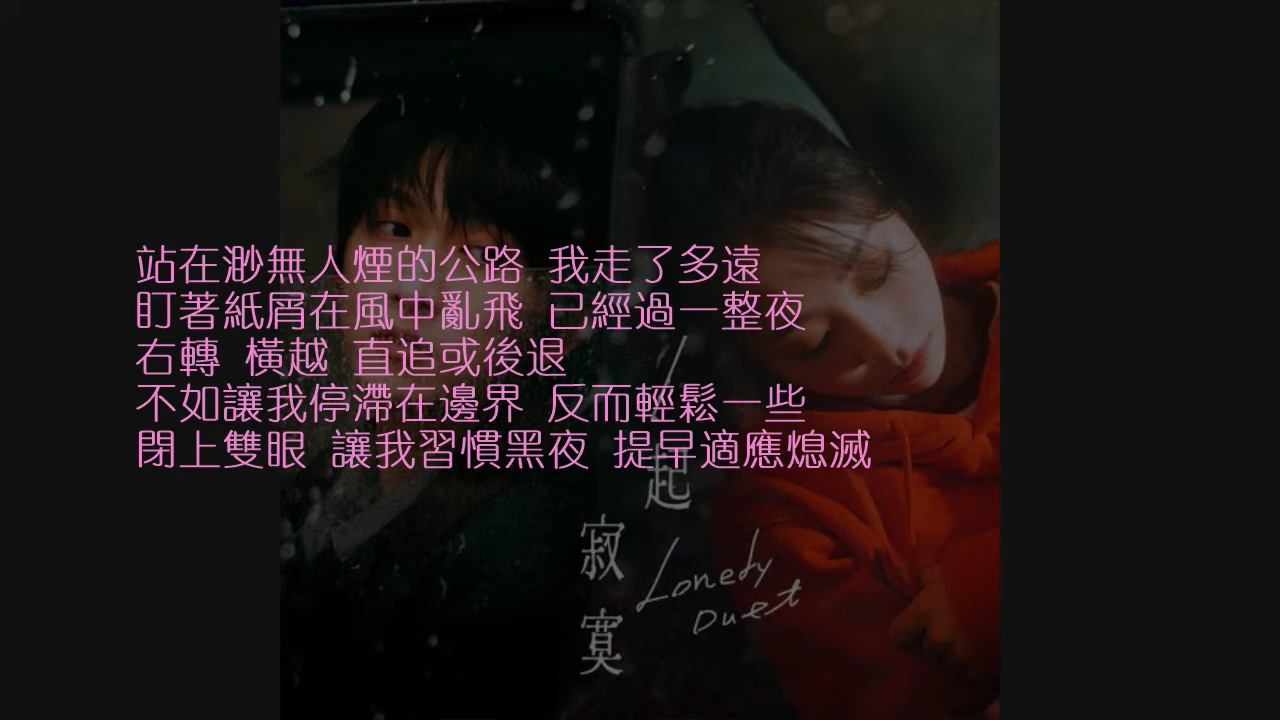 站在渺無人煙的公路 我走了多遠
盯著紙屑在風中亂飛 已經過一整夜
右轉 橫越 直追或後退
不如讓我停滯在邊界 反而輕鬆一些
閉上雙眼 讓我習慣黑夜 提早適應熄滅
一起
寂寞
Lonely
Duet